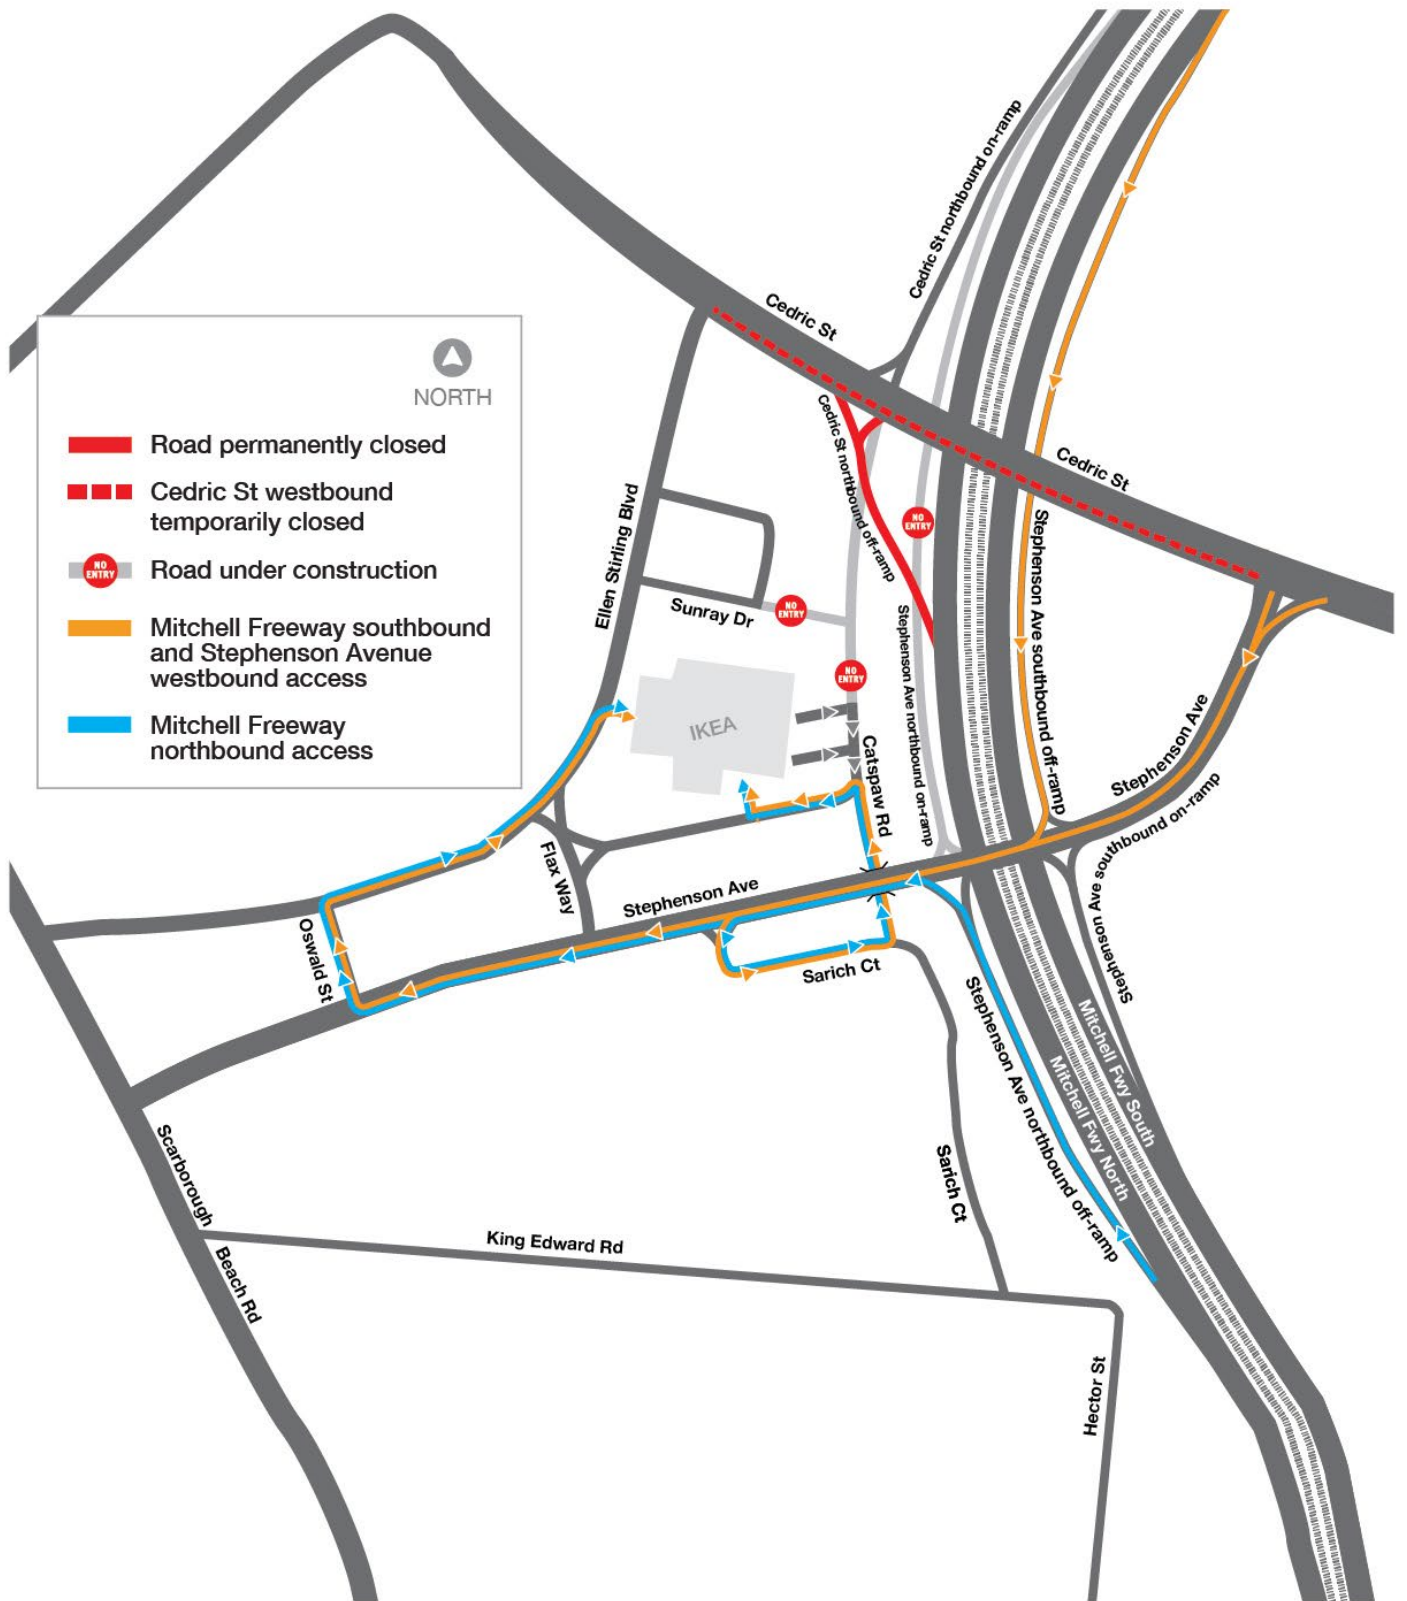 Cedric St northbound on-ramp
Cedric St
NORTH
Road permanently closed
Cedric St westbound
temporarily closed
NO
ENTRY
Road under construction
Mitchell Freeway southbound
and Stephenson Avenue
westbound access
Mitchell Freeway
northbound access
Cedric St northbound off-ramp
Cedric St
NO
ENTRY
Stephenson Ave southbound off-ramp
Ellen Stirling Blvd
Sunray Dr
NO
ENTRY
Stephenson Ave northbound on-ramp
NO
ENTRY
IKEA
Catspaw Rd
Stephenson Ave
Stephenson Ave southbound on-ramp
Flax Way
Stephenson Ave
Oswald St
Sarich Ct
Stephenson
Stephenson Ave northbound off-ramp
Mitchell Fwy South
Mitchell Fwy North
Scarborough
Beach Rd
Sarich Ct
King Edward Rd
Hector St